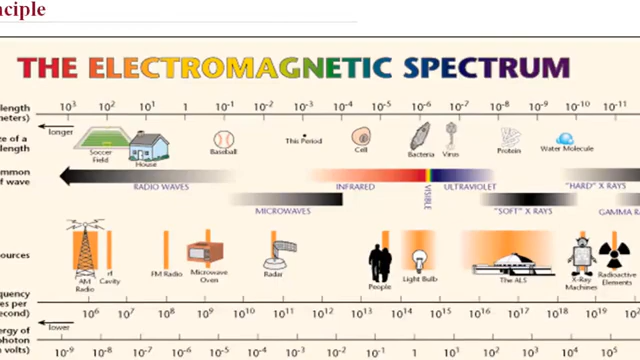 nciple
THE ELECTROMAGNETIC SPECTRUM
length
meters)
10³ 10² 10¹ 1 10⁻¹ 10⁻² 10⁻³ 10⁻⁴ 10⁻⁵ 10⁻⁶ 10⁻⁷ 10⁻⁸ 10⁻⁹ 10⁻¹⁰ 10⁻¹¹
longer
ze of a
length
Soccer
Field
House
Baseball
This Period
Cell
Bacteria
Virus
Protein
Water Molecule
mmon
of wave
RADIO WAVES
INFRARED
VISIBLE
ULTRAVIOLET
"HARD" X RAYS
MICROWAVES
"SOFT" X RAYS
GAMMA RA
ources
AM
Radio
rf
Cavity
FM Radio
Microwave
Oven
Radar
People
Light Bulb
The ALS
X-Ray
Machines
Radioactive
Elements
quency
es per
second)
10⁶ 10⁷ 10⁸ 10⁹ 10¹⁰ 10¹¹ 10¹² 10¹³ 10¹⁴ 10¹⁵ 10¹⁶ 10¹⁷ 10¹⁸ 10¹⁹
lower
ergy of
photon
n volts)
10⁻⁹ 10⁻⁸ 10⁻⁷ 10⁻⁶ 10⁻⁵ 10⁻⁴ 10⁻³ 10⁻² 10⁻¹ 1 10¹ 10² 10³ 10⁴ 10⁵